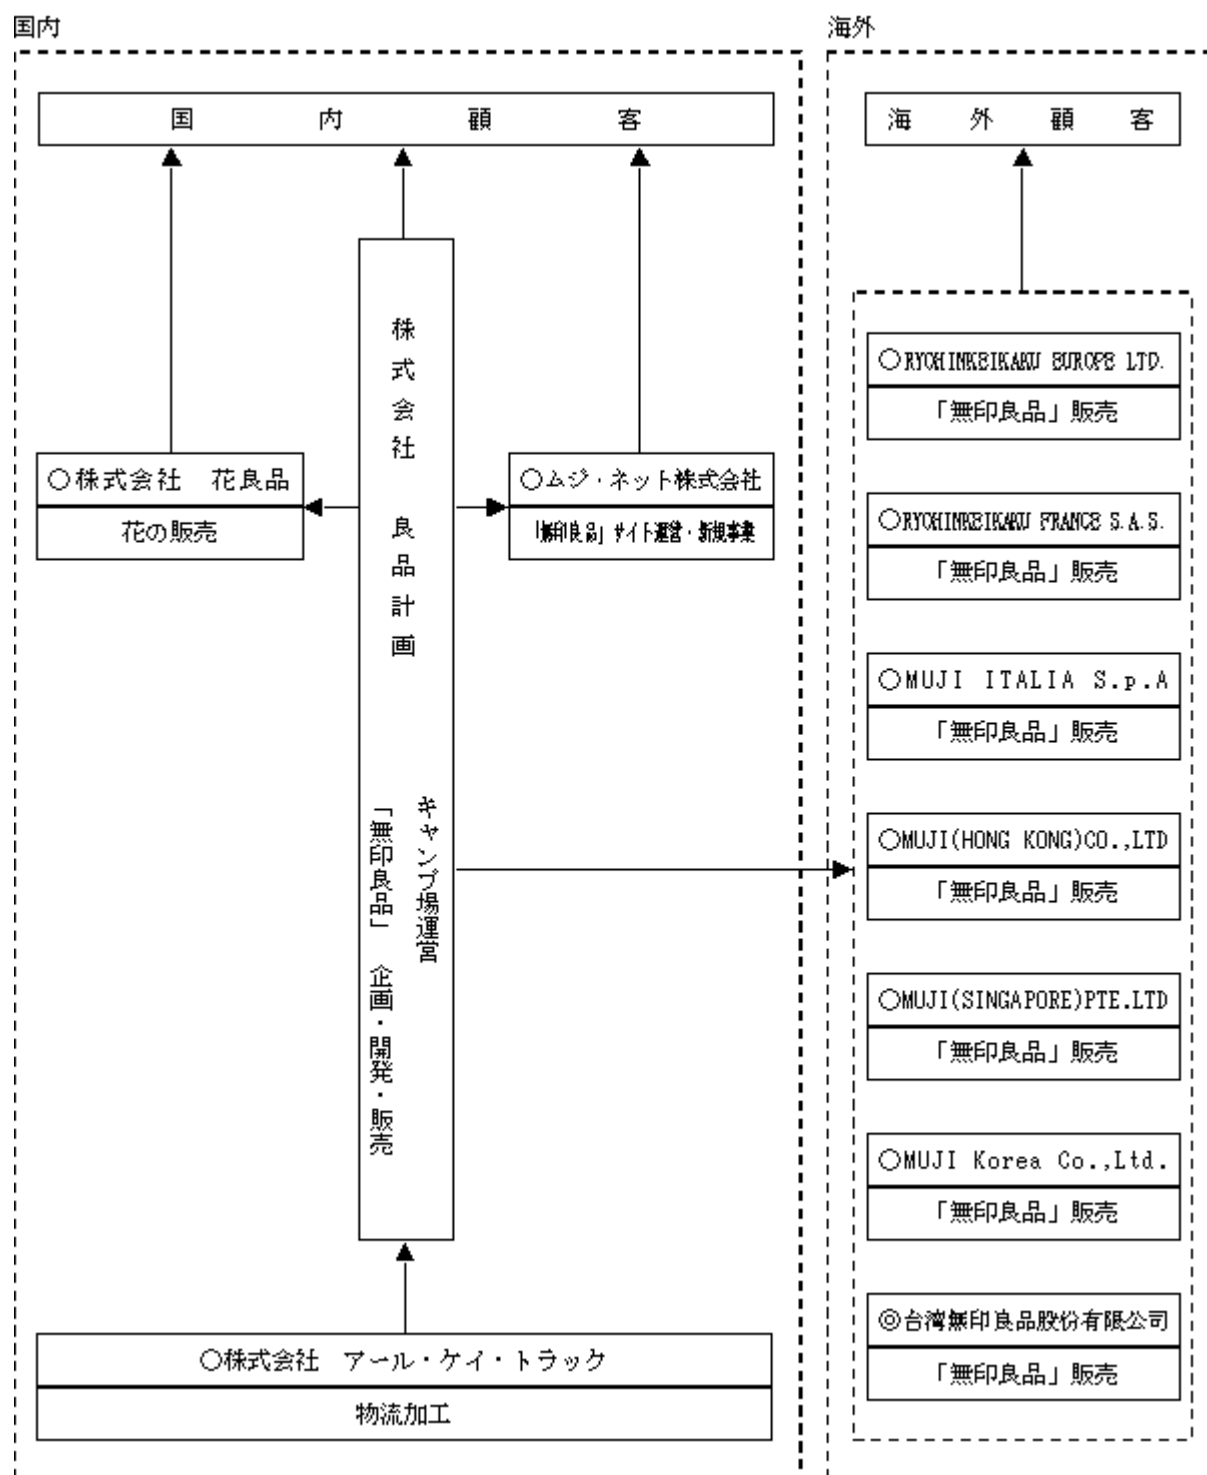 国内
国内顧客
株式会社 良品計画
「無印良品」 企画・開発・販売
キャンプ場運営
○株式会社 花良品
花の販売
○ムジ・ネット株式会社
「無印良品」サイト運営・新規事業
○株式会社 アール・ケイ・トラック
物流加工
海外
海外顧客
○RYOHINKEIKAKU EUROPE LTD.
「無印良品」販売
○RYOHINKEIKAKU FRANCE S.A.S.
「無印良品」販売
○MUJI ITALIA S.p.A
「無印良品」販売
○MUJI(HONG KONG)CO.,LTD
「無印良品」販売
○MUJI(SINGAPORE)PTE.LTD
「無印良品」販売
○MUJI Korea Co.,Ltd.
「無印良品」販売
◎台湾無印良品股份有限公司
「無印良品」販売